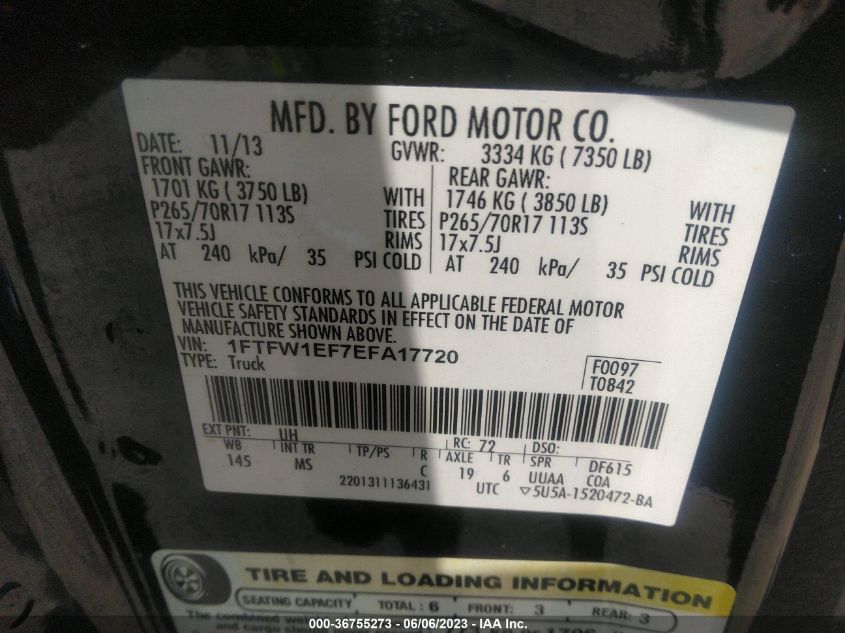 MFD. BY FORD MOTOR CO.
DATE: 11/13
GVWR: 3334 KG ( 7350 LB)
FRONT GAWR:
1701 KG ( 3750 LB) WITH
P265/70R17 113S TIRES
17x7.5J RIMS
AT 240 kPa/ 35 PSI COLD
REAR GAWR:
1746 KG ( 3850 LB) WITH
P265/70R17 113S TIRES
17x7.5J RIMS
AT 240 kPa/ 35 PSI COLD
THIS VEHICLE CONFORMS TO ALL APPLICABLE FEDERAL MOTOR
VEHICLE SAFETY STANDARDS IN EFFECT ON THE DATE OF
MANUFACTURE SHOWN ABOVE.
VIN: 1FTFW1EF7EFA17720
TYPE: Truck
F0097
T0842
EXT PNT: UH RC: 72 DSO:
WB INT TR TP/PS R AXLE TR SPR DF615
145 MS C 19 6 UUAA COA
2201311136431 UTC ▽5U5A-1520472-BA
TIRE AND LOADING INFORMATION
SEATING CAPACITY TOTAL : 6 FRONT: 3 REAR: 3
The combined
and cargo
000-36755273 - 06/06/2023 - IAA Inc.